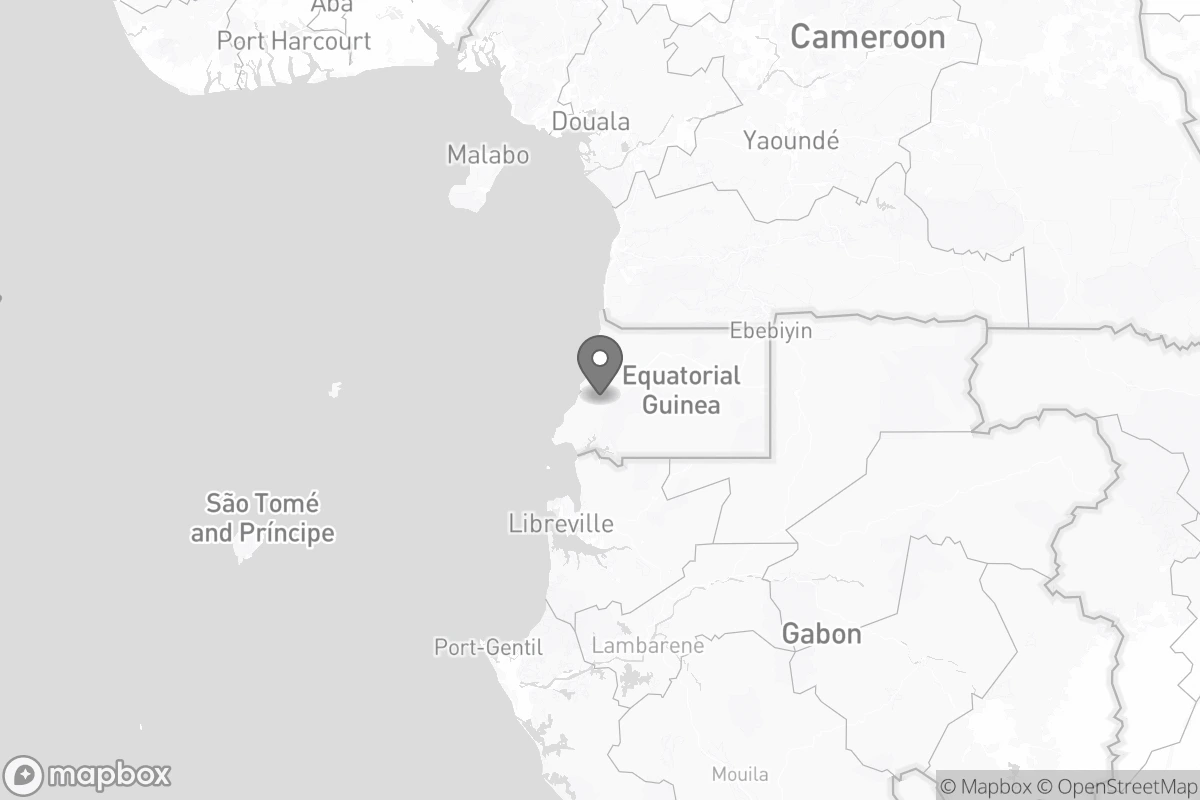 Aba
Port Harcourt
Cameroon
Douala
Yaoundé
Malabo
Ebebiyin
Equatorial
Guinea
São Tomé
and Príncipe
Libreville
Gabon
Port-Gentil
Lambarene
Mouila
mapbox
© Mapbox © OpenStreetMap